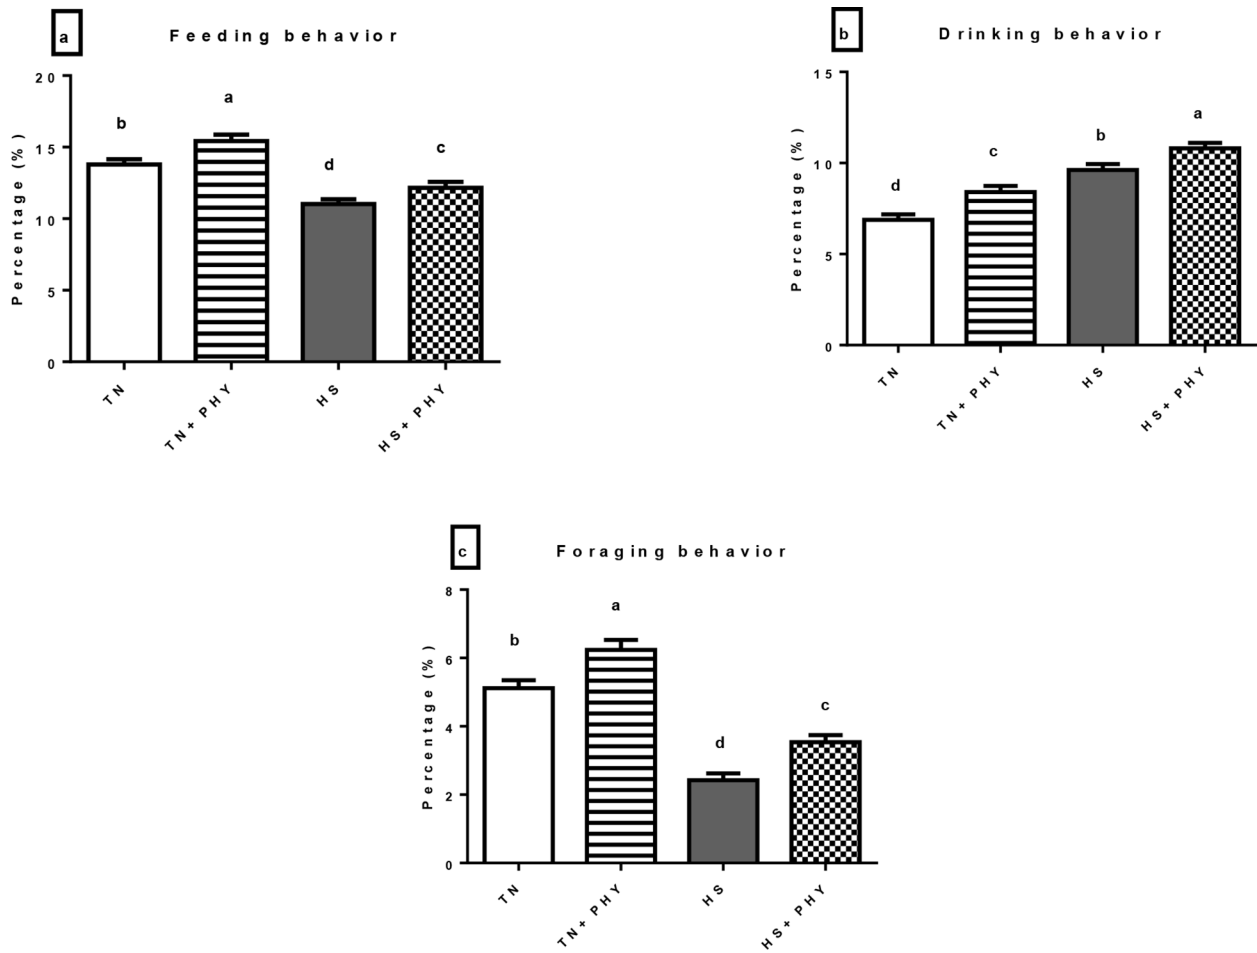 a
Feeding behavior
20
15
10
5
0
Percentage (%)
b
a
d
c
TN
TN+ PHY
HS
HS+ PHY
b
Drinking behavior
15
10
5
0
Percentage (%)
d
c
b
a
TN
TN+ PHY
HS
HS+ PHY
c
Foraging behavior
8
6
4
2
0
Percentage (%)
b
a
d
c
TN
TN+ PHY
HS
HS+ PHY